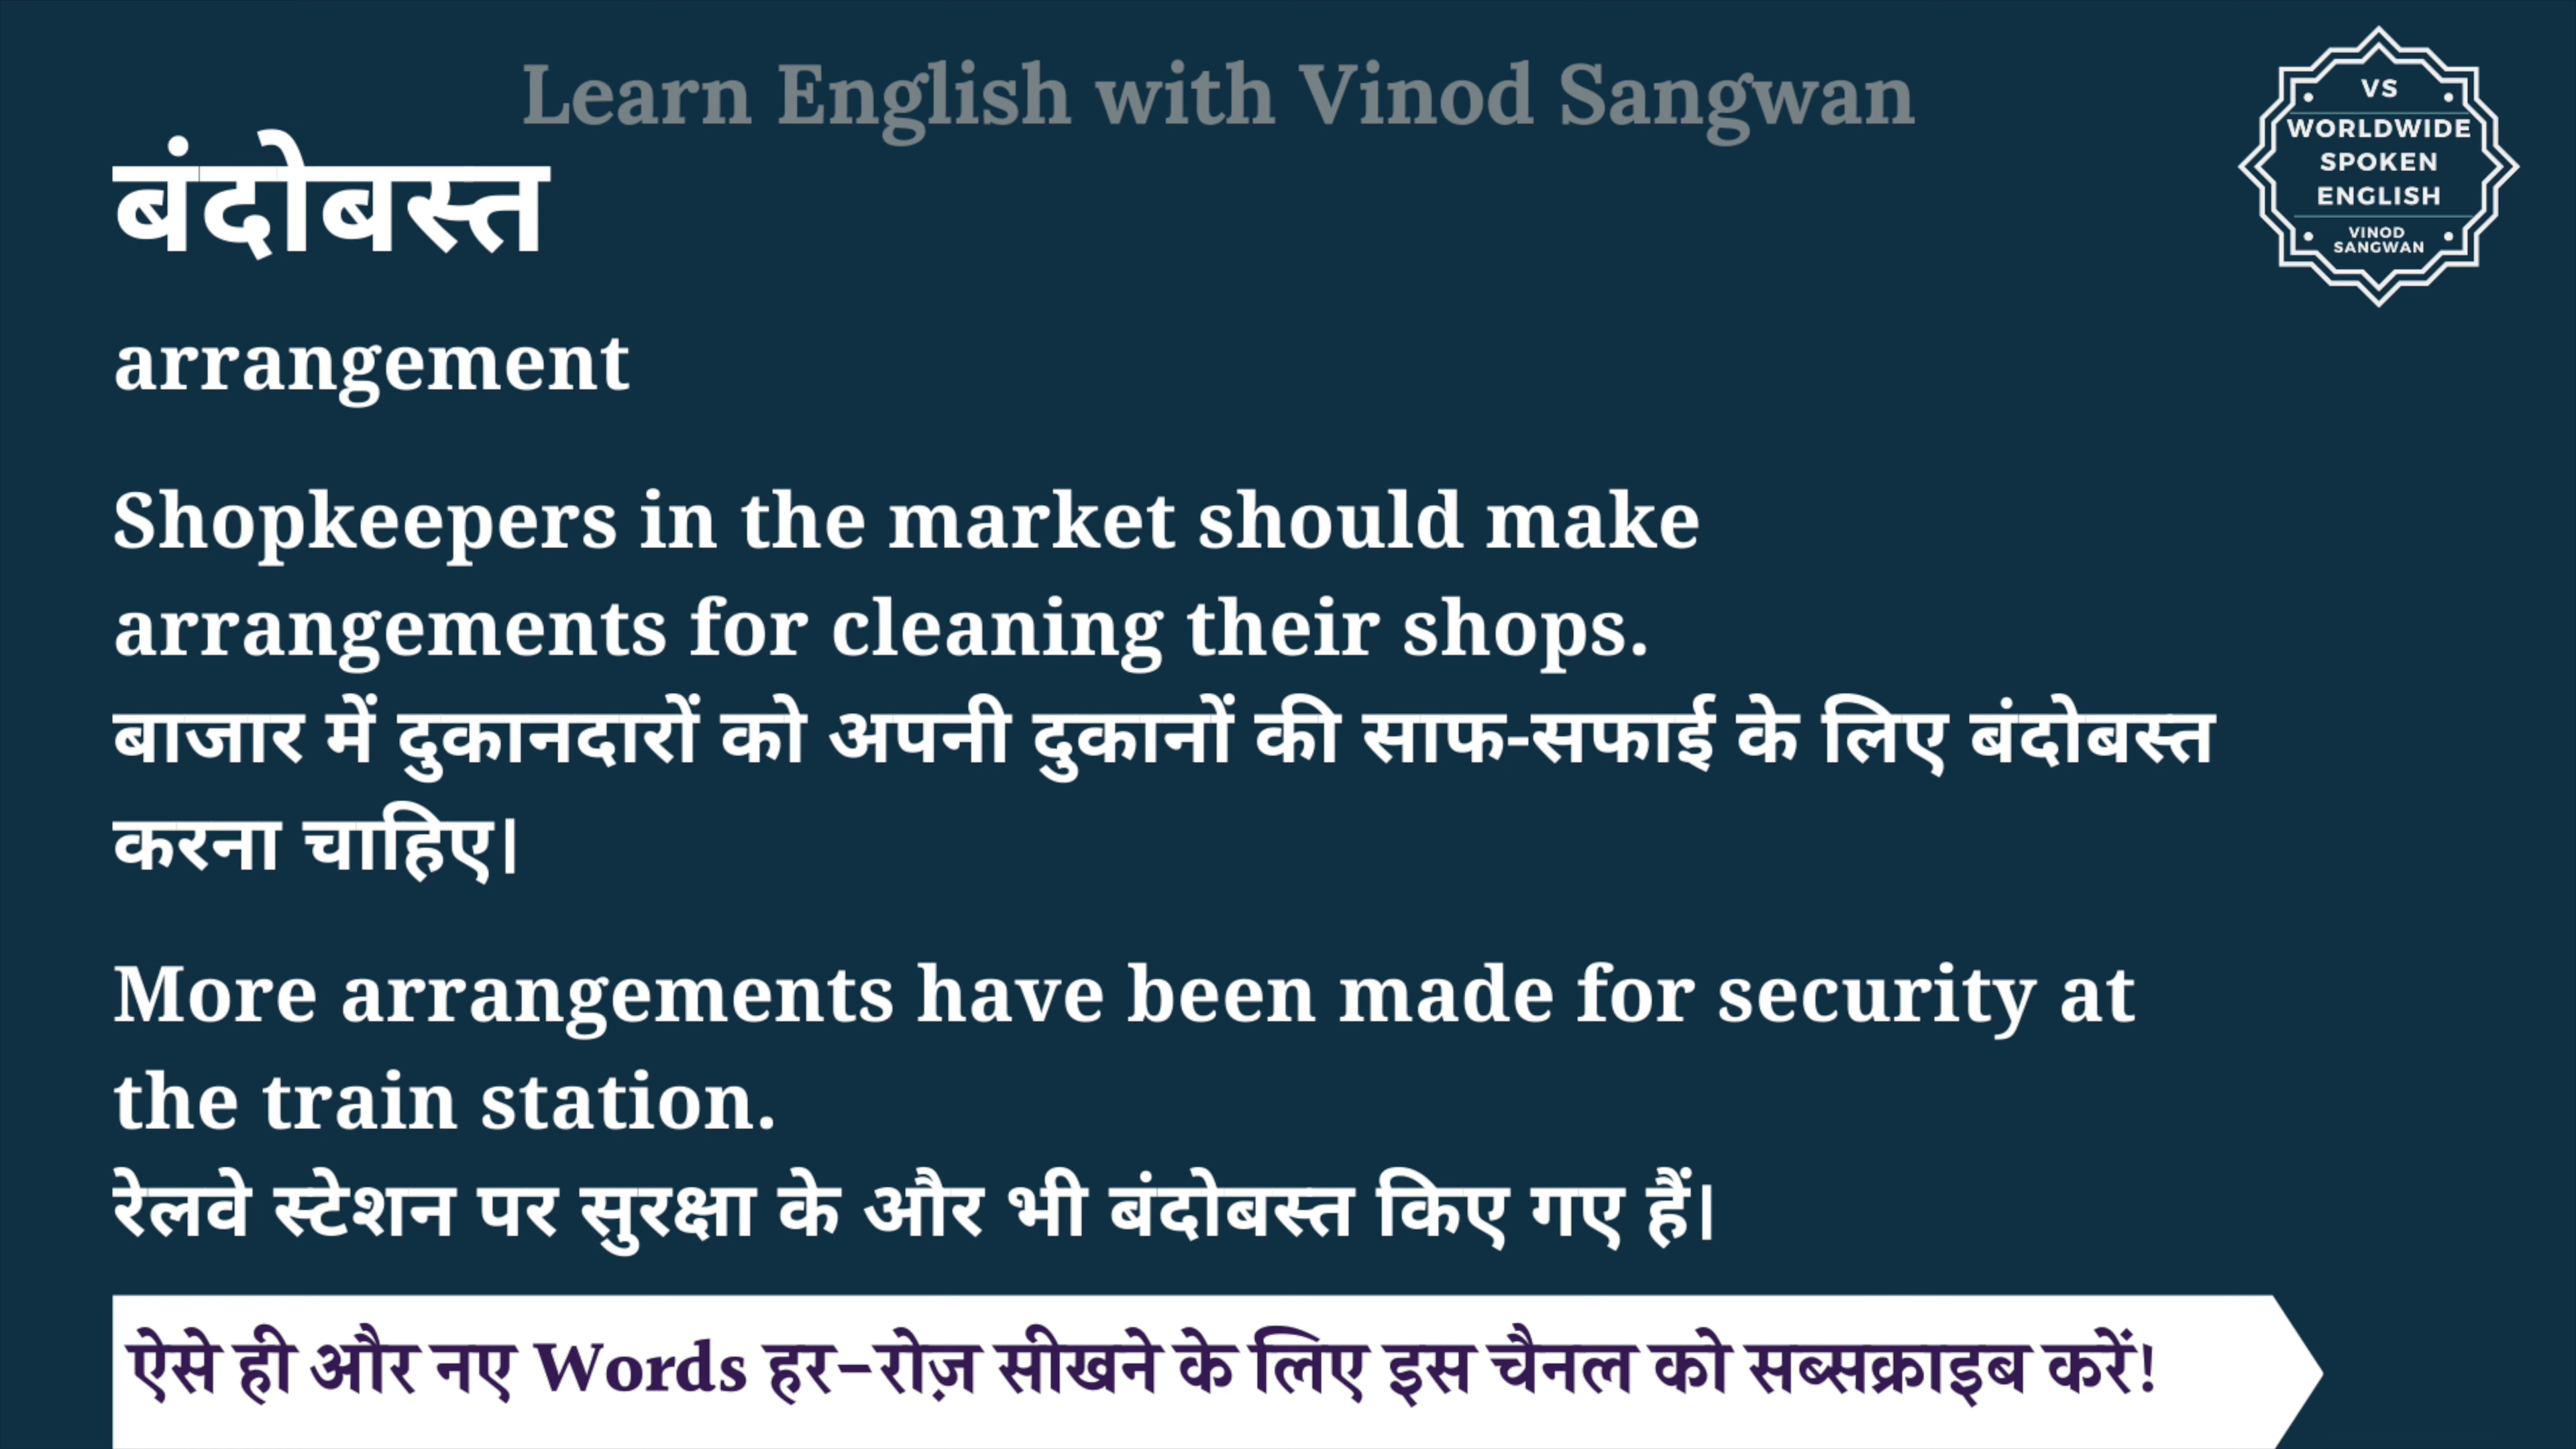 Learn English with Vinod Sangwan
VS
WORLDWIDE
SPOKEN
ENGLISH
VINOD
SANGWAN
बंदोबस्त
arrangement
Shopkeepers in the market should make
arrangements for cleaning their shops.
बाजार में दुकानदारों को अपनी दुकानों की साफ-सफाई के लिए बंदोबस्त
करना चाहिए।
More arrangements have been made for security at
the train station.
रेलवे स्टेशन पर सुरक्षा के और भी बंदोबस्त किए गए हैं।
ऐसे ही और नए Words हर–रोज़ सीखने के लिए इस चैनल को सब्सक्राइब करें!